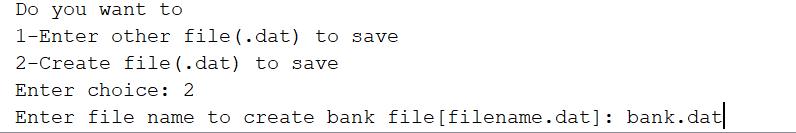 Do you want to
1-Enter other file(.dat) to save
2-Create file(.dat) to save
Enter choice: 2
Enter file name to create bank file[filename.dat]: bank.dat